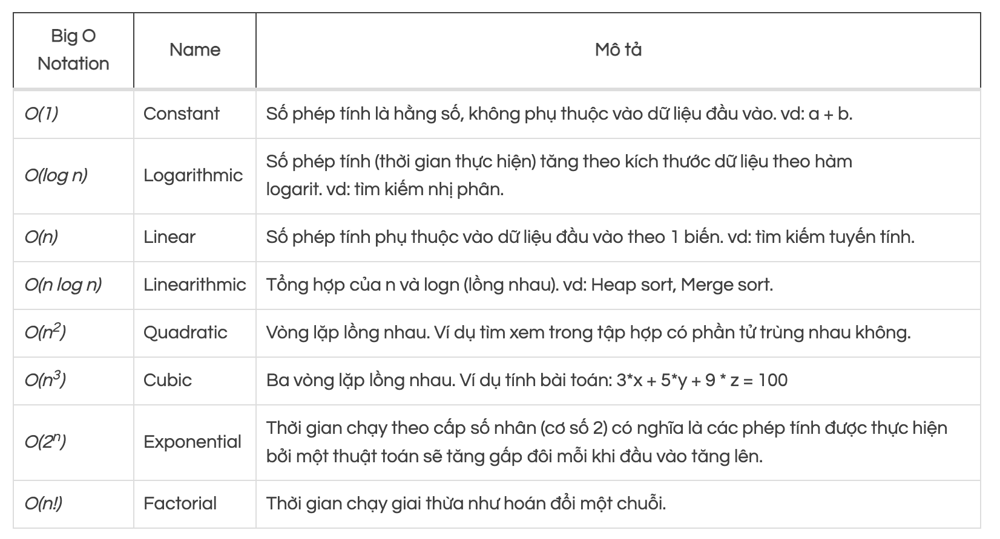 Big O
Notation
Name
Mô tả
O(1)
Constant
Số phép tính là hằng số, không phụ thuộc vào dữ liệu đầu vào. vd: a + b.
O(log n)
Logarithmic
Số phép tính (thời gian thực hiện) tăng theo kích thước dữ liệu theo hàm
logarit. vd: tìm kiếm nhị phân.
O(n)
Linear
Số phép tính phụ thuộc vào dữ liệu đầu vào theo 1 biến. vd: tìm kiếm tuyến tính.
O(n log n)
Linearithmic
Tổng hợp của n và logn (lồng nhau). vd: Heap sort, Merge sort.
O(n²)
Quadratic
Vòng lặp lồng nhau. Ví dụ tìm xem trong tập hợp có phần tử trùng nhau không.
O(n³)
Cubic
Ba vòng lặp lồng nhau. Ví dụ tính bài toán: 3*x + 5*y + 9 * z = 100
O(2ⁿ)
Exponential
Thời gian chạy theo cấp số nhân (cơ số 2) có nghĩa là các phép tính được thực hiện
bởi một thuật toán sẽ tăng gấp đôi mỗi khi đầu vào tăng lên.
O(n!)
Factorial
Thời gian chạy giai thừa như hoán đổi một chuỗi.